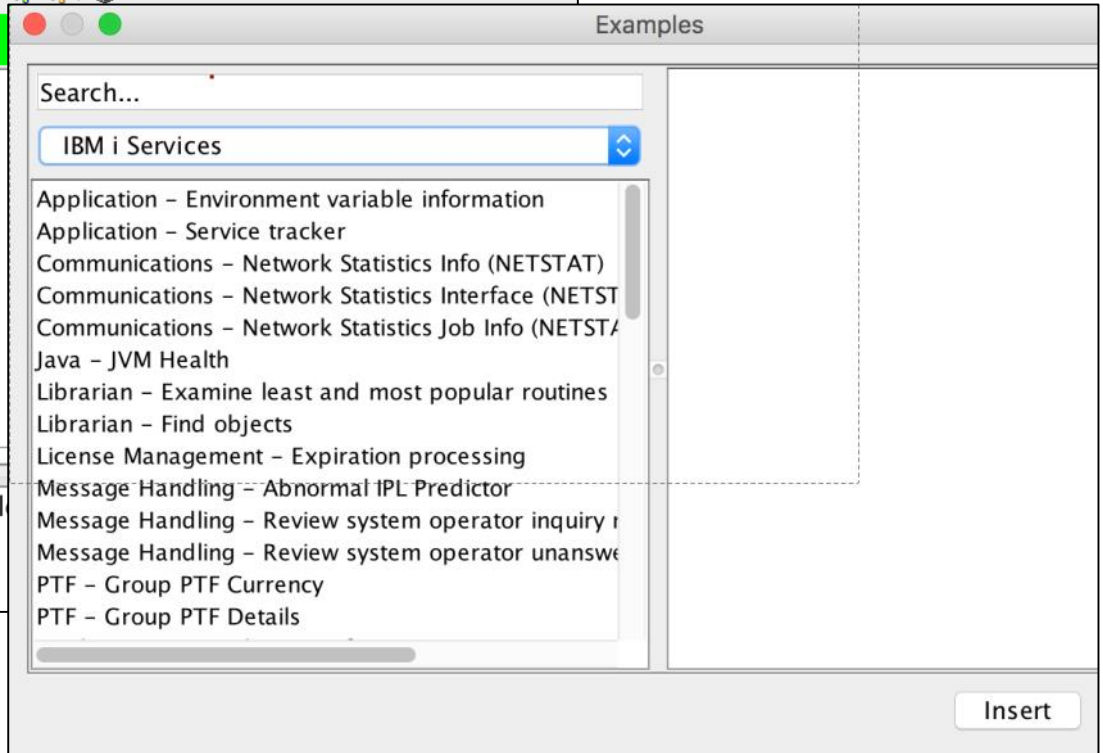 Examples
Search...
IBM i Services
Application – Environment variable information
Application – Service tracker
Communications – Network Statistics Info (NETSTAT)
Communications – Network Statistics Interface (NETST
Communications – Network Statistics Job Info (NETSTA
Java – JVM Health
Librarian – Examine least and most popular routines
Librarian – Find objects
License Management – Expiration processing
Message Handling – Abnormal IPL Predictor
Message Handling – Review system operator inquiry
Message Handling – Review system operator unanswe
PTF – Group PTF Currency
PTF – Group PTF Details
Insert